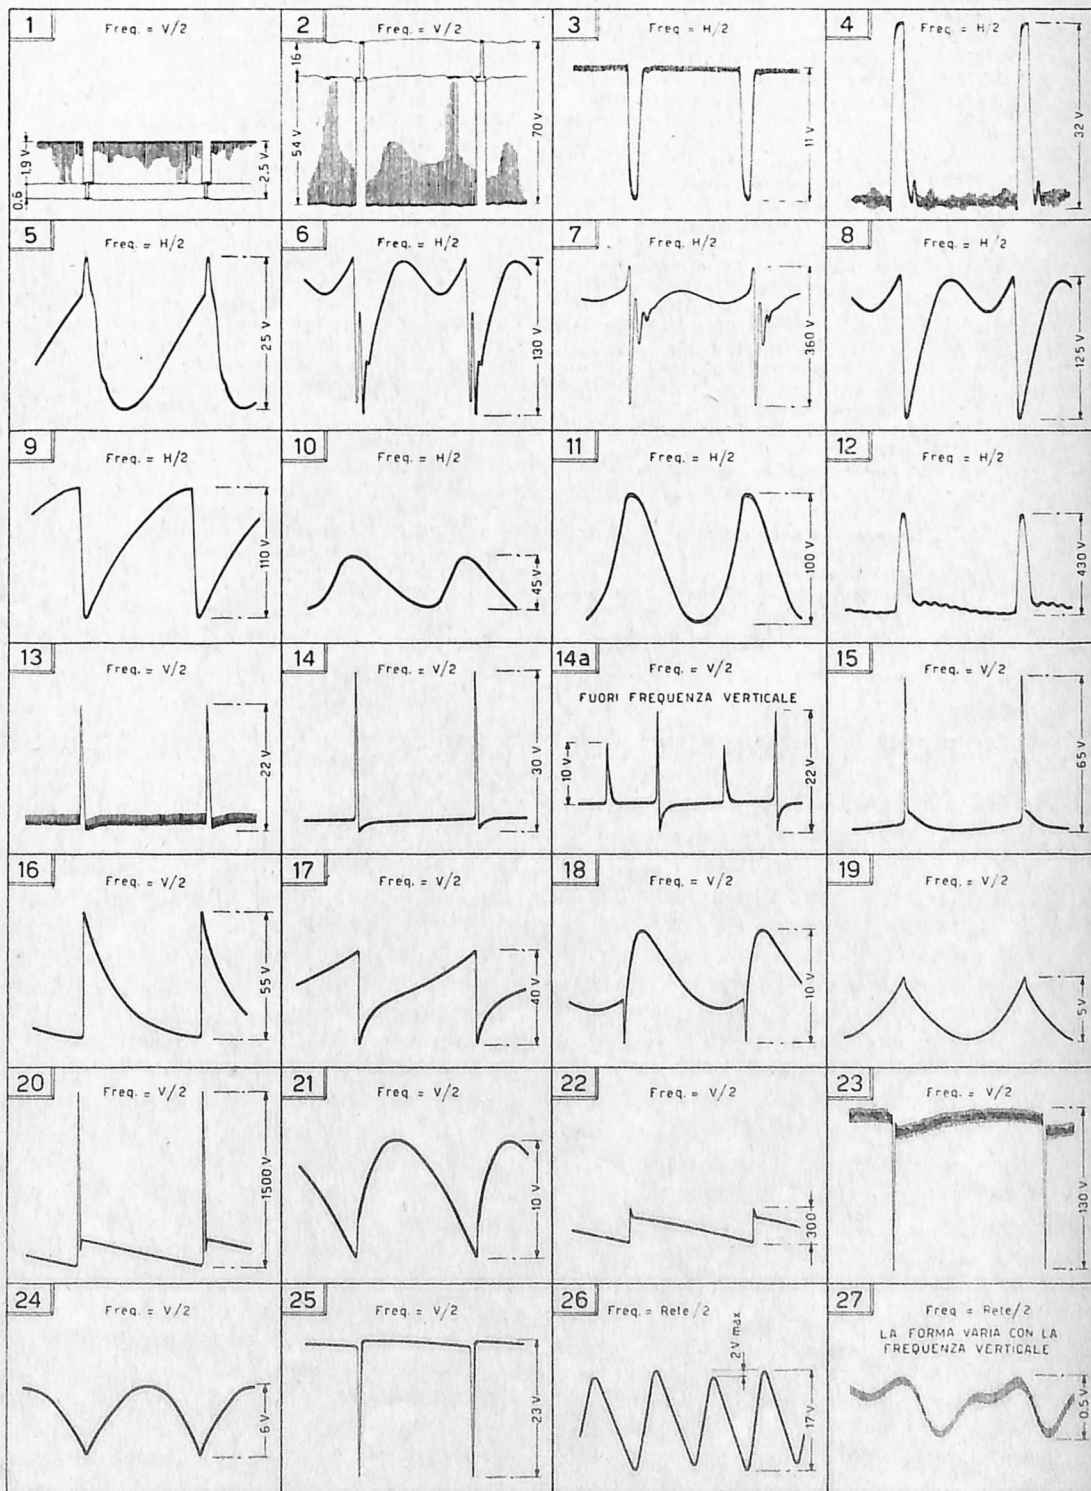 1
Freq. = V/2
0.6
1,9 V
2.5 V
2
Freq. = V/2
16
54 V
70 V
3
Freq. = H/2
11 V
4
Freq. = H/2
32 V
5
Freq. = H/2
25 V
6
Freq. = H/2
130 V
7
Freq. H/2
360 V
8
Freq. = H/2
125 V
9
Freq. = H/2
110 V
10
Freq. = H/2
45 V
11
Freq. = H/2
100 V
12
Freq. = H/2
430 V
13
Freq. = V/2
22 V
14
Freq. = V/2
30 V
14a
Freq. = V/2
FUORI FREQUENZA VERTICALE
10 V
22 V
15
Freq. = V/2
65 V
16
Freq. = V/2
55 V
17
Freq. = V/2
40 V
18
Freq. = V/2
10 V
19
Freq. = V/2
5 V
20
Freq. = V/2
1500 V
21
Freq. = V/2
10 V
22
Freq. = V/2
300
23
Freq. = V/2
130 V
24
Freq. = V/2
6 V
25
Freq. = V/2
23 V
26
Freq. = Rete/2
2 V max
17 V
27
Freq = Rete/2
LA FORMA VARIA CON LA
FREQUENZA VERTICALE
0.5 V